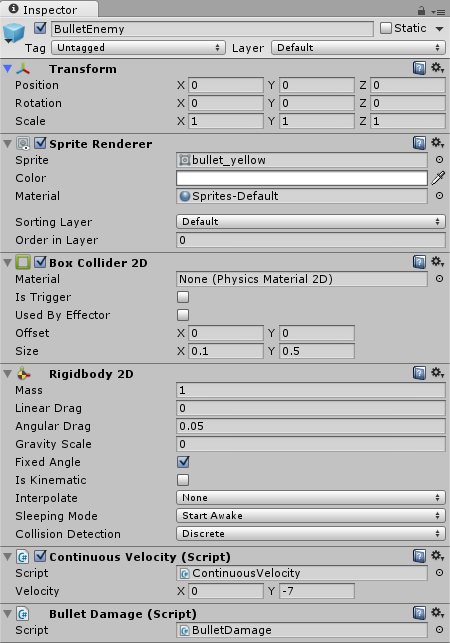 Inspector
BulletEnemy Static
Tag Untagged Layer Default
Transform
Position X 0 Y 0 Z 0
Rotation X 0 Y 0 Z 0
Scale X 1 Y 1 Z 1
Sprite Renderer
Sprite bullet_yellow
Color
Material Sprites-Default
Sorting Layer Default
Order in Layer 0
Box Collider 2D
Material None (Physics Material 2D)
Is Trigger
Used By Effector
Offset X 0 Y 0
Size X 0.1 Y 0.5
Rigidbody 2D
Mass 1
Linear Drag 0
Angular Drag 0.05
Gravity Scale 0
Fixed Angle
Is Kinematic
Interpolate None
Sleeping Mode Start Awake
Collision Detection Discrete
Continuous Velocity (Script)
Script ContinuousVelocity
Velocity X 0 Y -7
Bullet Damage (Script)
Script BulletDamage